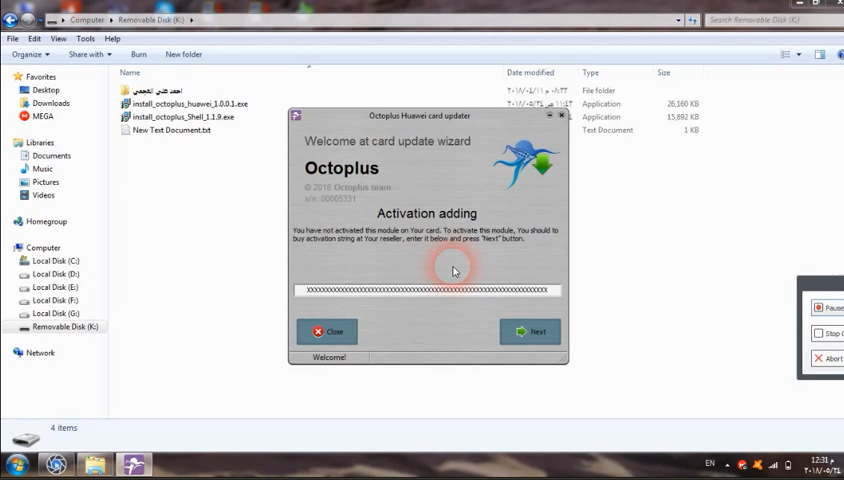 Computer
Removable Disk (K:)
Search Removable Disk (K:)
File Edit View Tools Help
Organize Share with Burn New folder
Name Date modified Type Size
File folder
install_octoplus_huawei_1.0.0.1.exe Application 26,160 KB
install_octoplus_Shell_1.1.9.exe Application 15,892 KB
New Text Document.txt Text Document 1 KB
Favorites
Desktop
Downloads
MEGA
Libraries
Documents
Music
Pictures
Videos
Homegroup
Computer
Local Disk (C:)
Local Disk (D:)
Local Disk (E:)
Local Disk (F:)
Local Disk (G:)
Removable Disk (K:)
Network
4 items
Octoplus Huawei card updater
Welcome at card update wizard
Octoplus
© 2018 Octoplus team
s/n. 00005331
Activation adding
You have not activated this module on Your card. To activate this module, You should to
buy activation string at Your reseller, enter it below and press "Next" button.
Close
Next
Welcome!
Pause
Stop
Abort
EN
12:31 م
٢٠١٨/٠٥/٢٤